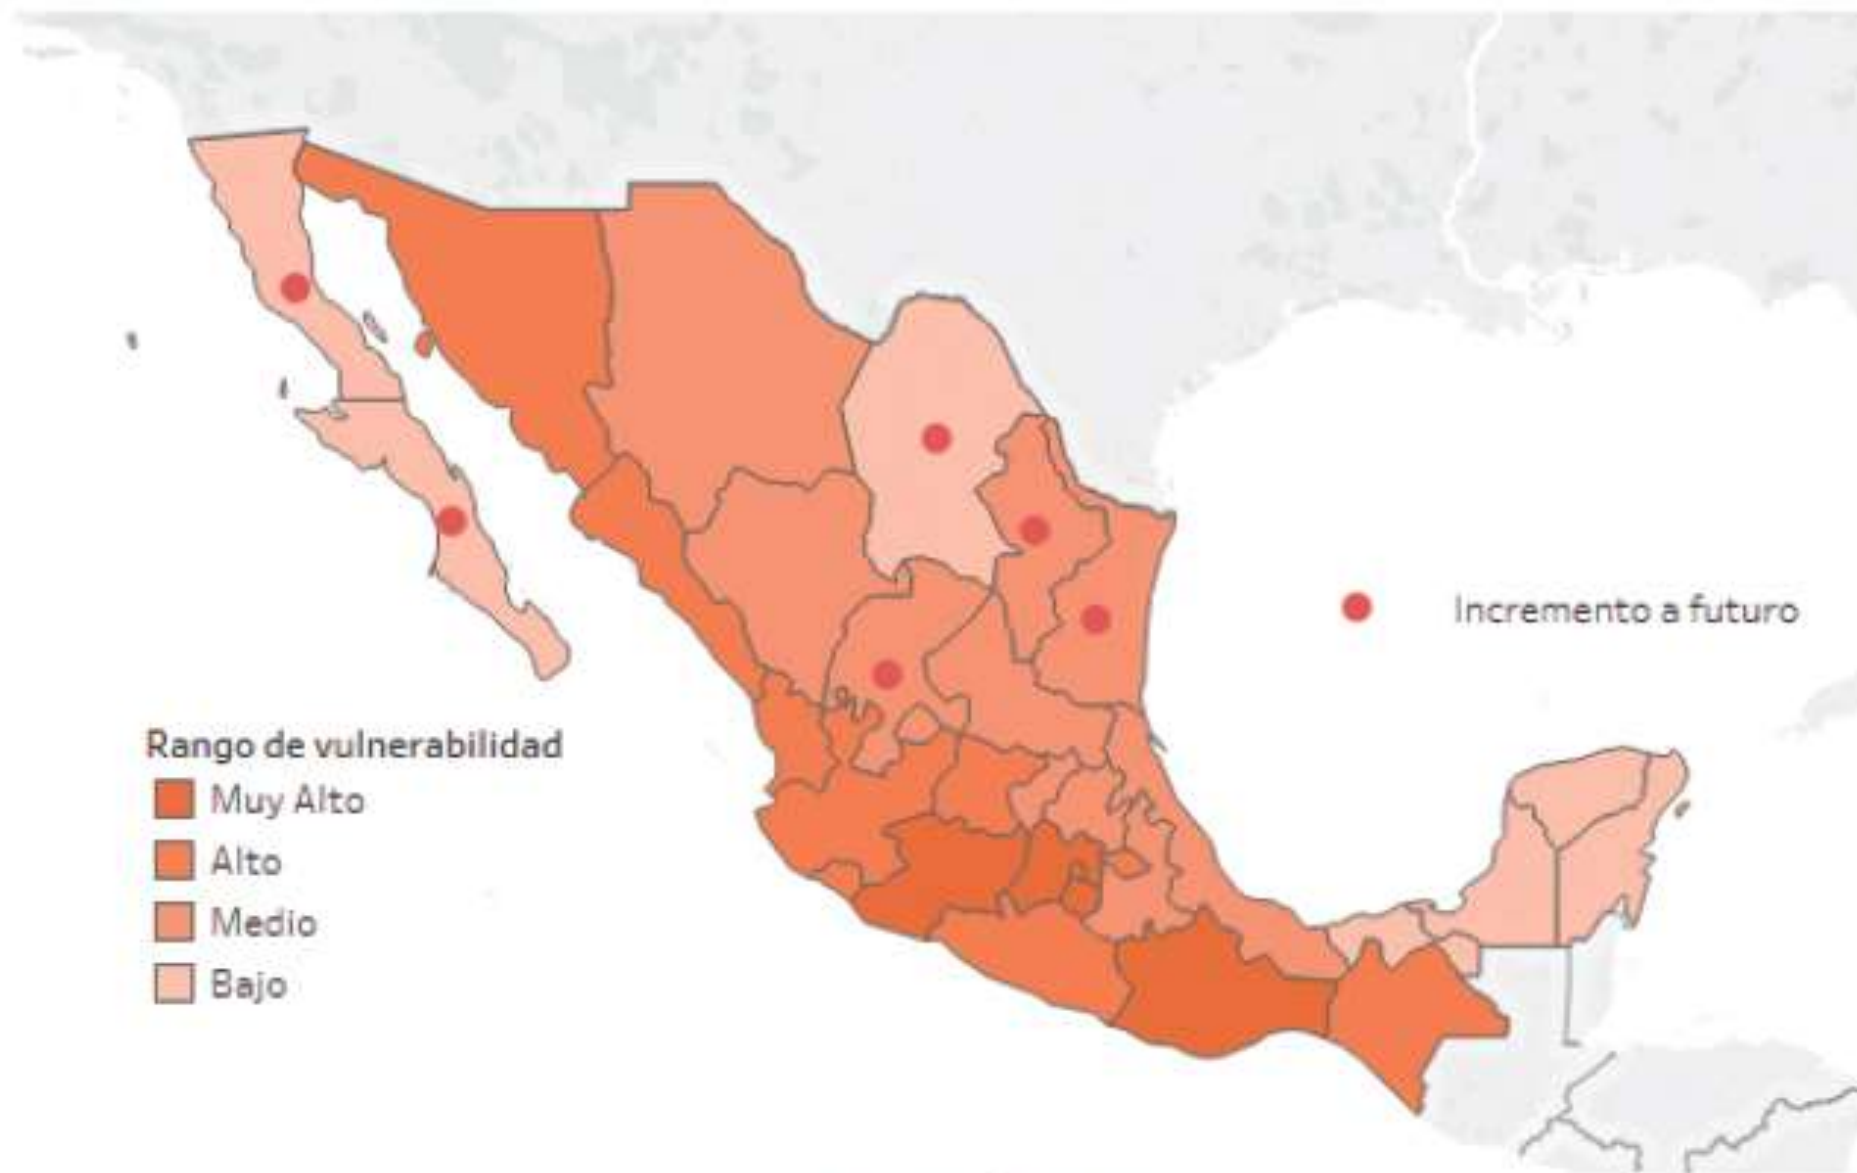 Incremento a futuro
Rango de vulnerabilidad
Muy Alto
Alto
Medio
Bajo